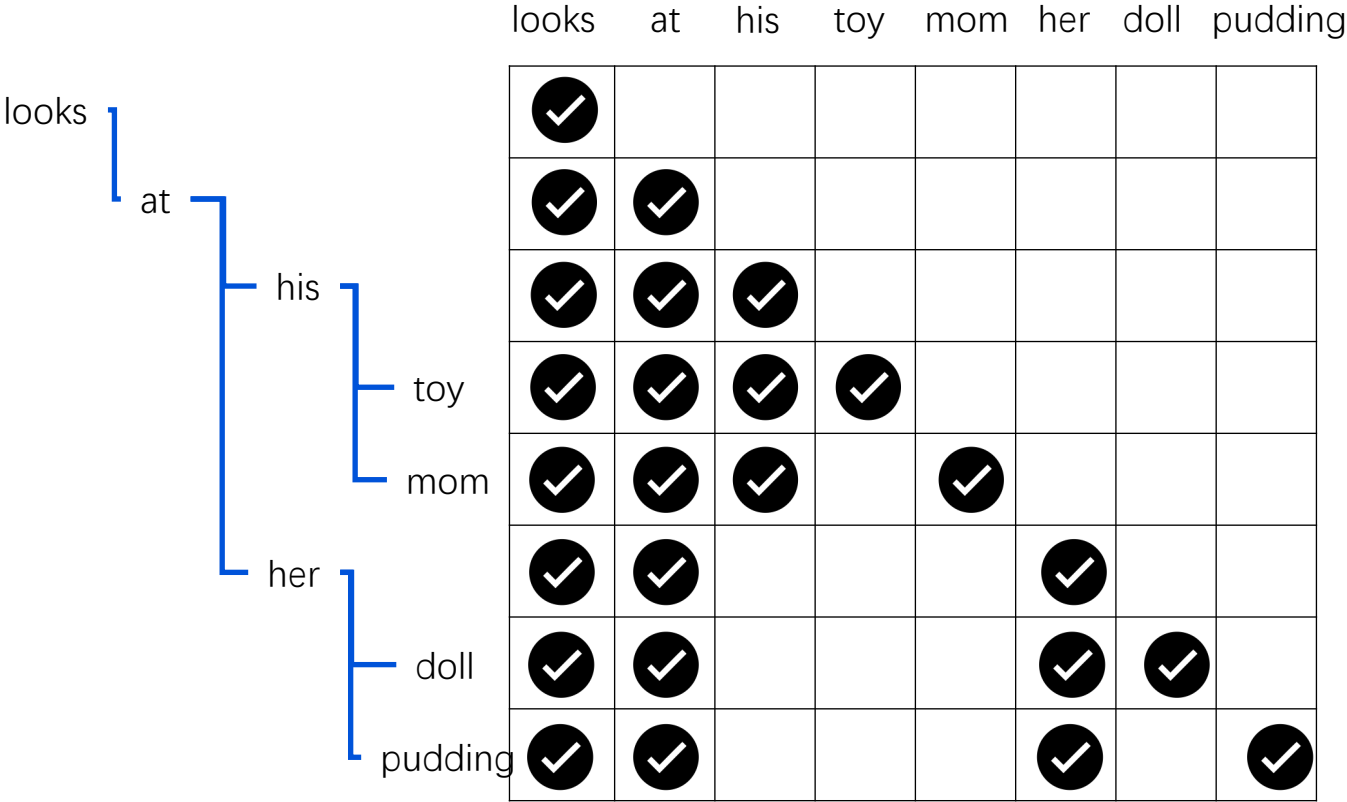 looks at his toy mom her doll pudding
looks
at
his
toy
mom
her
doll
pudding